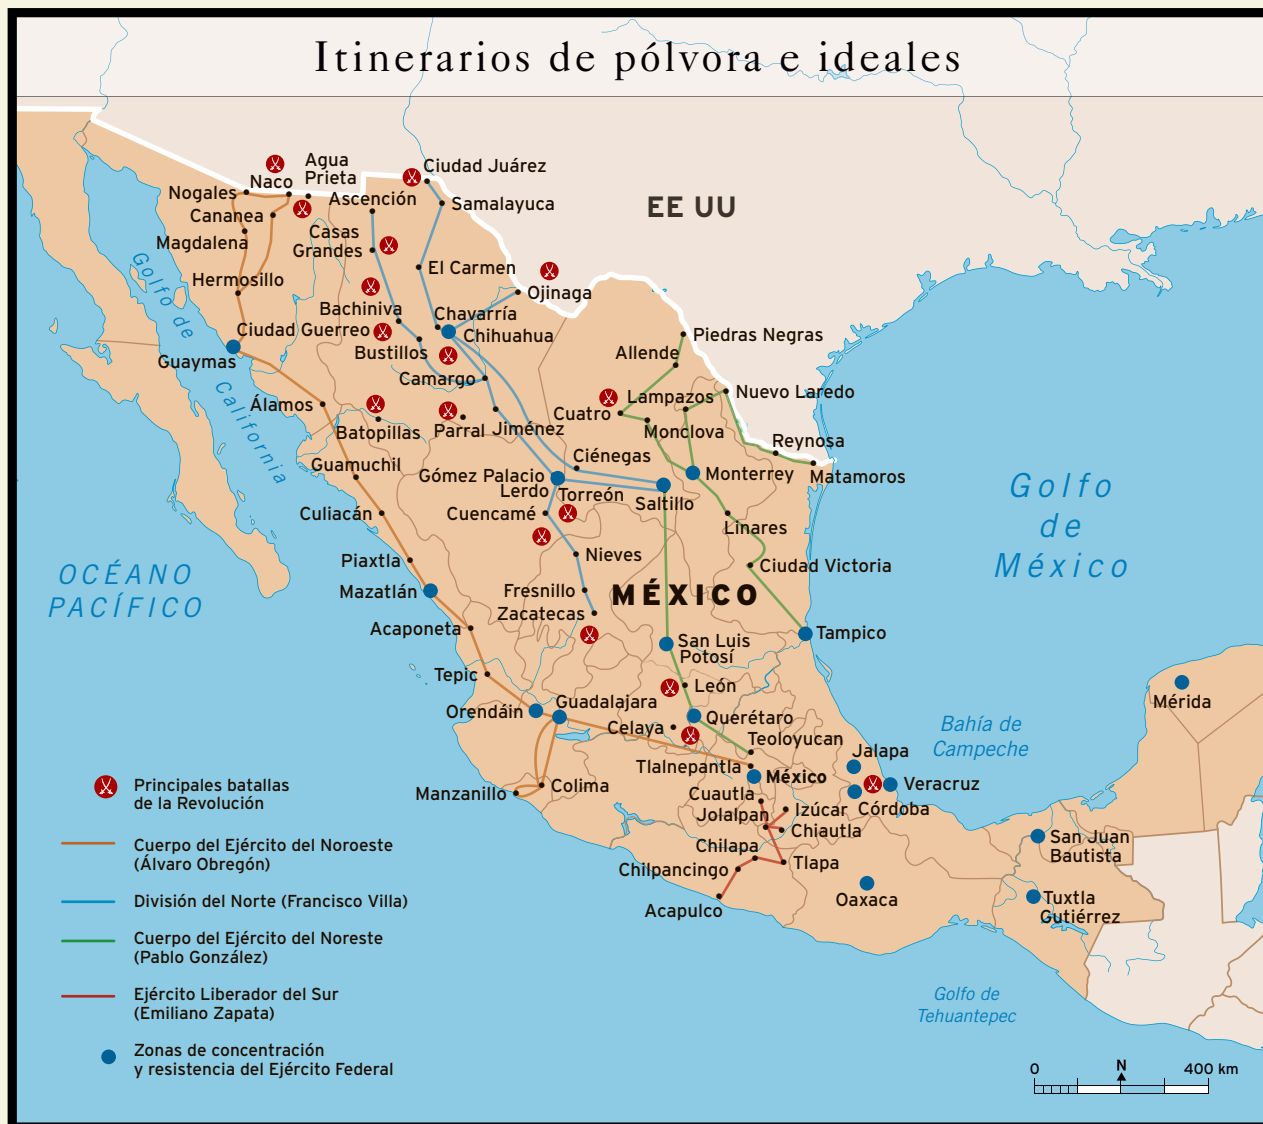 Itinerarios de pólvora e ideales
Agua
Prieta
Ciudad Juárez
Naco
Nogales
Ascención
Samalayuca
EE UU
Cananea
Casas
Grandes
Magdalena
El Carmen
Hermosillo
Ojinaga
Golfo de
California
Bachiniva
Chavarría
Ciudad Guerreo
Chihuahua
Piedras Negras
Bustillos
Allende
Guaymas
Camargo
Nuevo Laredo
Lampazos
Álamos
Cuatro
Ciénegas
Batopillas
Parral
Jiménez
Monclova
Reynosa
Guamuchil
Gómez Palacio
Monterrey
Matamoros
Lerdo
Torreón
Saltillo
Golfo
de
México
Culiacán
Cuencamé
Linares
Piaxtla
Nieves
Ciudad Victoria
OCÉANO
PACÍFICO
Mazatlán
Fresnillo
MÉXICO
Zacatecas
Acaponeta
San Luis
Potosí
Tampico
Tepic
León
Mérida
Orendáin
Guadalajara
Querétaro
Celaya
Teoloyucan
Bahía de
Campeche
Jalapa
Tlalnepantla
México
Veracruz
Manzanillo
Colima
Cuautla
Izúcar
Córdoba
Jolalpan
Chiautla
San Juan
Bautista
Chilapa
Tlapa
Chilpancingo
Oaxaca
Tuxtla
Gutiérrez
Acapulco
Golfo de
Tehuantepec
Principales batallas
de la Revolución
Cuerpo del Ejército del Noroeste
(Álvaro Obregón)
División del Norte (Francisco Villa)
Cuerpo del Ejército del Noreste
(Pablo González)
Ejército Liberador del Sur
(Emiliano Zapata)
Zonas de concentración
y resistencia del Ejército Federal
0
N
400 km